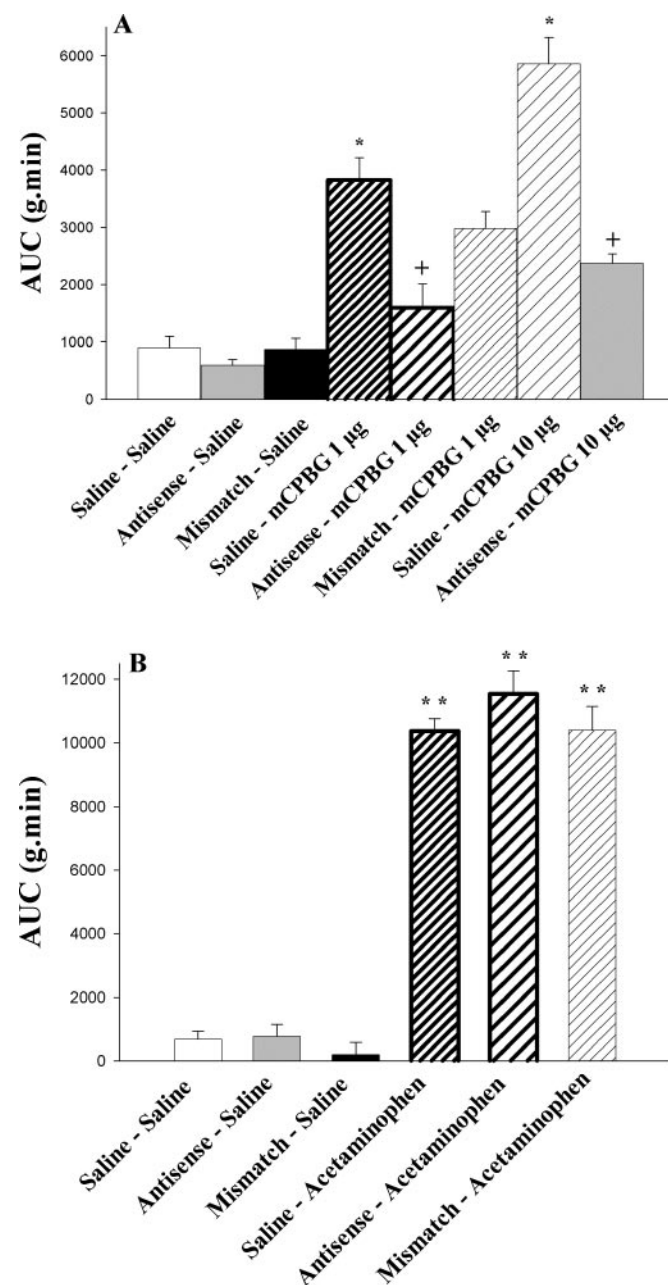 A
6000
5000
4000
3000
2000
1000
0
AUC (g.min)
*
+
*
+
Saline - Saline
Antisense - Saline
Mismatch - Saline
Saline - mCPBG 1 µg
Antisense - mCPBG 1 µg
Mismatch - mCPBG 1 µg
Saline - mCPBG 10 µg
Antisense - mCPBG 10 µg
B
12000
10000
8000
6000
4000
2000
0
AUC (g.min)
* *
* *
* *
Saline - Saline
Antisense - Saline
Mismatch - Saline
Saline - Acetaminophen
Antisense - Acetaminophen
Mismatch - Acetaminophen